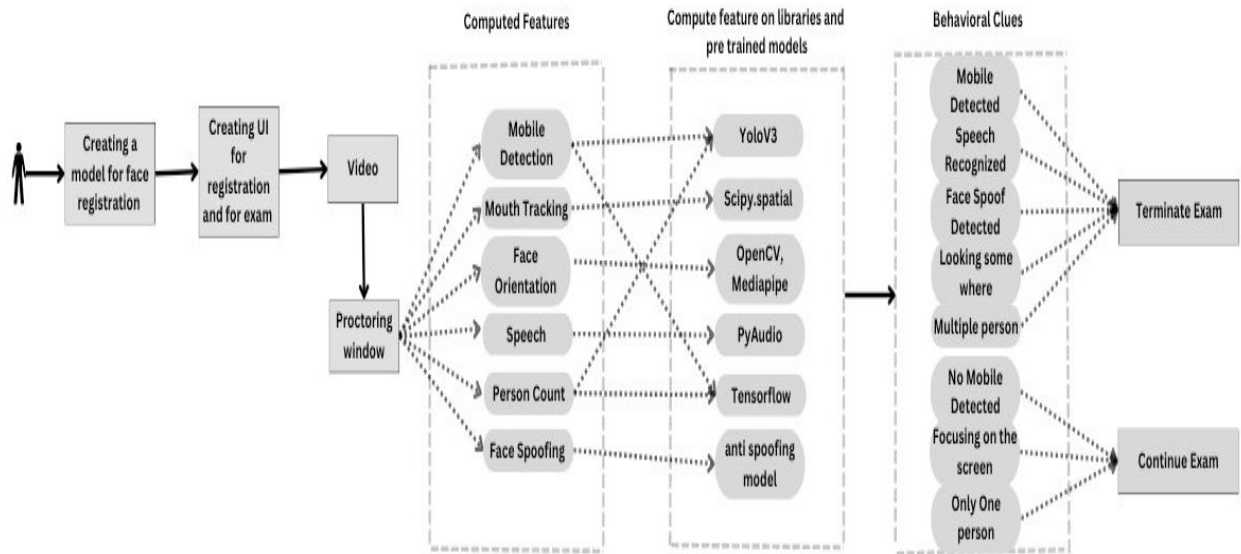 Computed Features
Compute feature on libraries and
pre trained models
Behavioral Clues
Creating a
model for face
registration
Creating UI
for
registration
and for exam
Video
Proctoring
window
Mobile
Detection
Mouth Tracking
Face
Orientation
Speech
Person Count
Face Spoofing
YoloV3
Scipy.spatial
OpenCV,
Mediapipe
PyAudio
Tensorflow
anti spoofing
model
Mobile
Detected
Speech
Recognized
Face Spoof
Detected
Looking some
where
Multiple person
No Mobile
Detected
Focusing on the
screen
Only One
person
Terminate Exam
Continue Exam